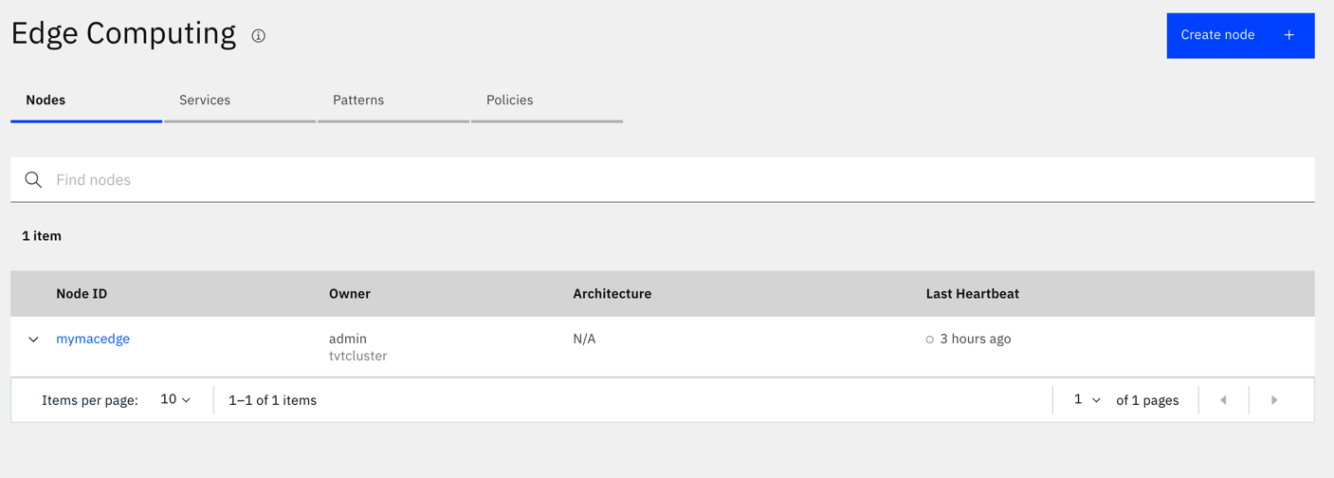 Edge Computing
Create node +
Nodes Services Patterns Policies
Find nodes
1 item
Node ID Owner Architecture Last Heartbeat
mymacedge admin N/A 3 hours ago
tvtcluster
Items per page: 10 1–1 of 1 items 1 of 1 pages